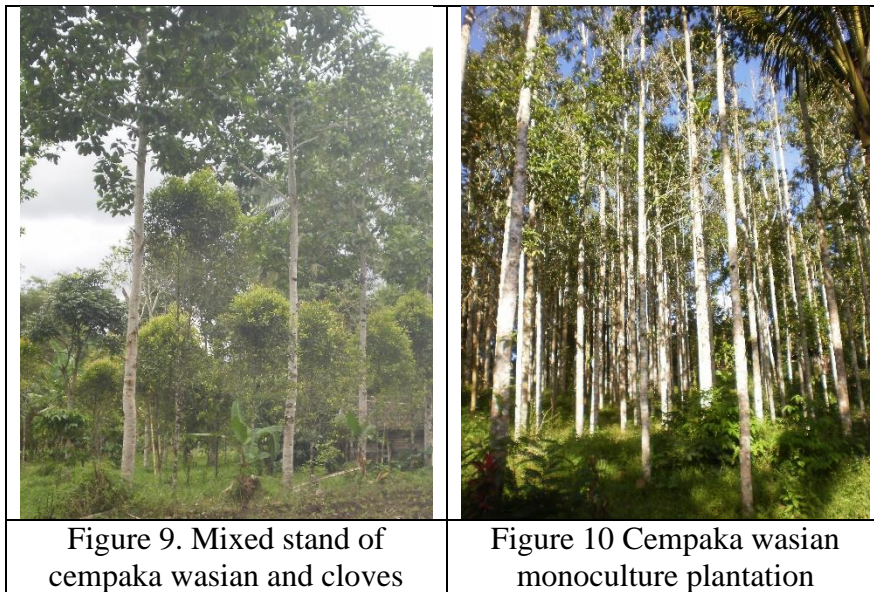 Figure 9. Mixed stand of
cempaka wasian and cloves
Figure 10 Cempaka wasian
monoculture plantation